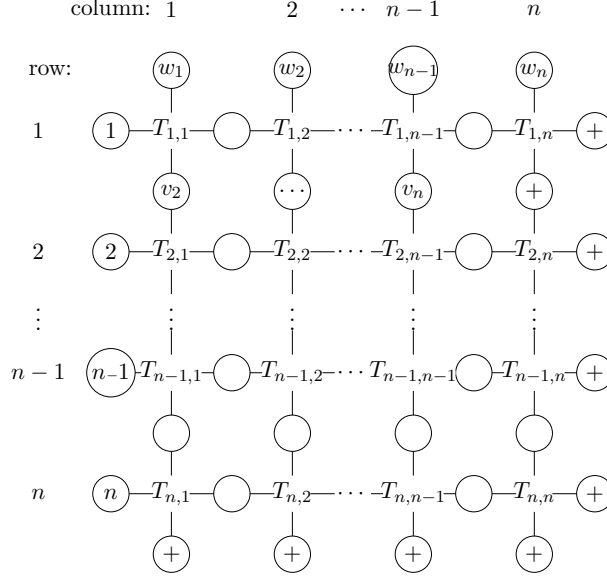 column: 1 2 ⋯ n − 1 n
row: w₁ w₂ wₙ₋₁ wₙ
1 1 T₁,₁ T₁,₂ ⋯ T₁,ₙ₋₁ T₁,ₙ +
v₂ ⋯ vₙ +
2 2 T₂,₁ T₂,₂ ⋯ T₂,ₙ₋₁ T₂,ₙ +
⋮ ⋮ ⋮ ⋮ ⋮
n − 1 n−1 Tₙ₋₁,₁ Tₙ₋₁,₂ ⋯ Tₙ₋₁,ₙ₋₁ Tₙ₋₁,ₙ +
n n Tₙ,₁ Tₙ,₂ ⋯ Tₙ,ₙ₋₁ Tₙ,ₙ +
+ + + +